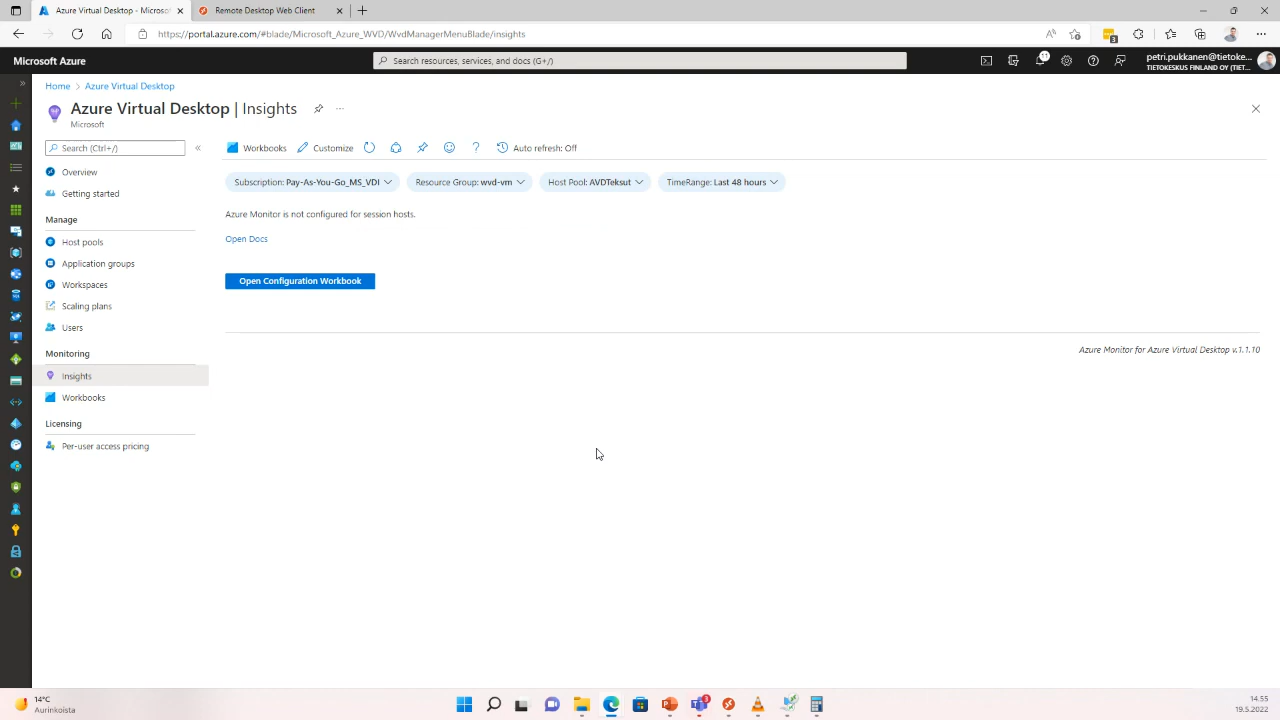 Azure Virtual Desktop - Microsof
Remote Desktop Web Client
https://portal.azure.com/#blade/Microsoft_Azure_WVD/WvdManagerMenuBlade/insights
3
Microsoft Azure
Search resources, services, and docs (G+/)
petri.pukkanen@tietoke...
TIETOKESKUS FINLAND OY (TIET...
Home > Azure Virtual Desktop
Azure Virtual Desktop | Insights
Microsoft
Search (Ctrl+/)
Workbooks
Customize
Auto refresh: Off
Overview
Getting started
Subscription: Pay-As-You-Go_MS_VDI
Resource Group: wvd-vm
Host Pool: AVDTeksut
TimeRange: Last 48 hours
Azure Monitor is not configured for session hosts.
Open Docs
Open Configuration Workbook
Azure Monitor for Azure Virtual Desktop v.1.1.10
Manage
Host pools
Application groups
Workspaces
Scaling plans
Users
Monitoring
Insights
Workbooks
Licensing
Per-user access pricing
14°C
Aurinkoista
3
14.55
19.5.2022